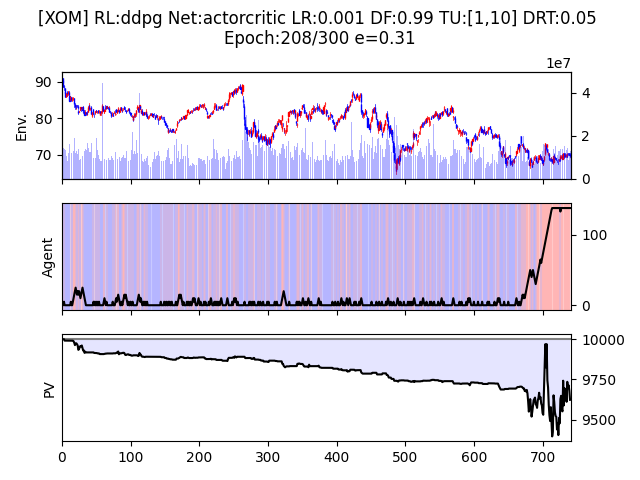 [XOM] RL:ddpg Net:actorcritic LR:0.001 DF:0.99 TU:[1,10] DRT:0.05
Epoch:208/300 e=0.31
1e7
90
80
70
Env.
4
2
0
Agent
100
0
PV
10000
9750
9500
0 100 200 300 400 500 600 700